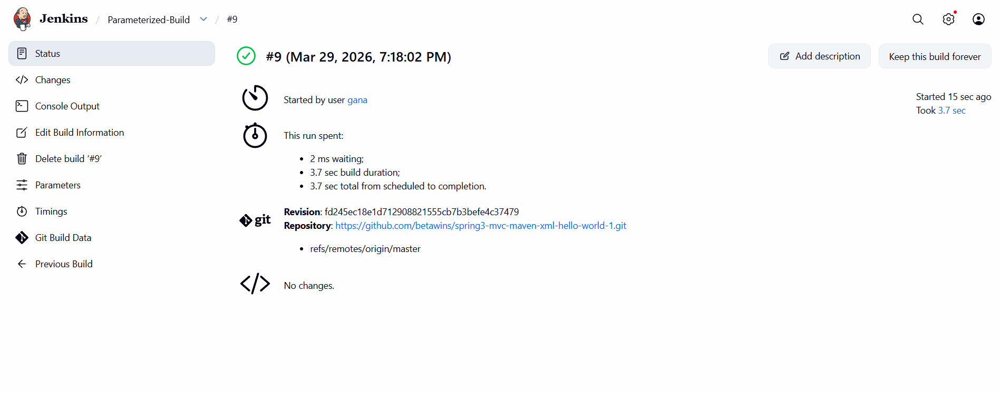 Jenkins / Parameterized-Build / #9
Status
Changes
Console Output
Edit Build Information
Delete build ‘#9’
Parameters
Timings
Git Build Data
Previous Build
#9 (Mar 29, 2026, 7:18:02 PM)
Add description
Keep this build forever
Started by user gana
Started 15 sec ago
Took 3.7 sec
This run spent:
• 2 ms waiting;
• 3.7 sec build duration;
• 3.7 sec total from scheduled to completion.
git
Revision: fd245ec18e1d712908821555cb7b3befe4c37479
Repository: https://github.com/betawins/spring3-mvc-maven-xml-hello-world-1.git
• refs/remotes/origin/master
No changes.